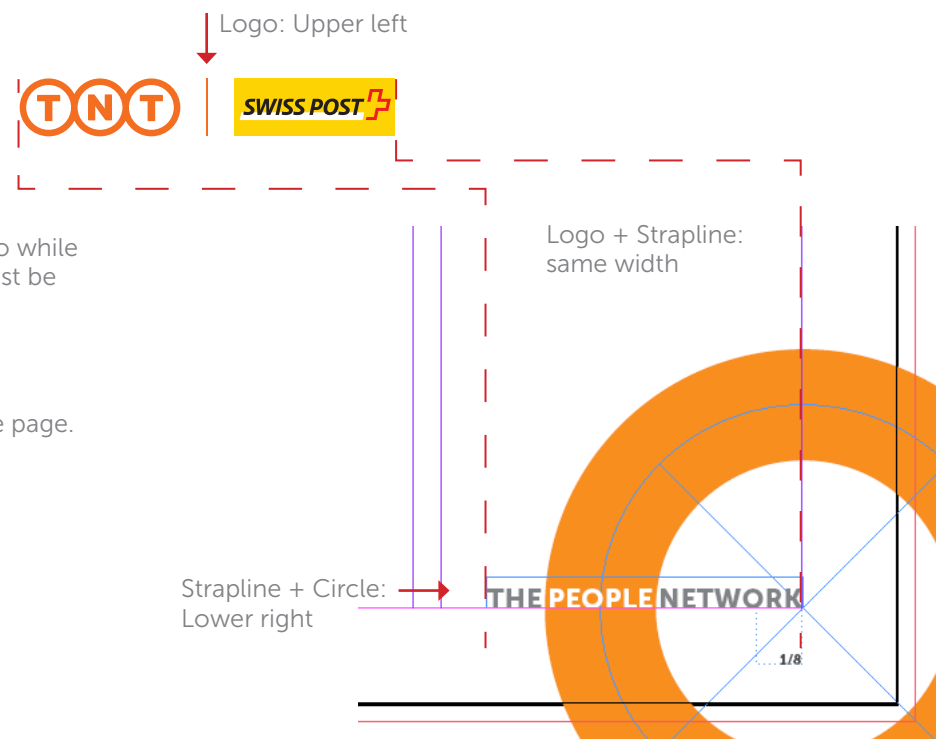 Logo: Upper left
TNT
SWISS POST
o while
st be
Logo + Strapline:
same width
e page.
Strapline + Circle:
Lower right
THE PEOPLE NETWORK
1/8